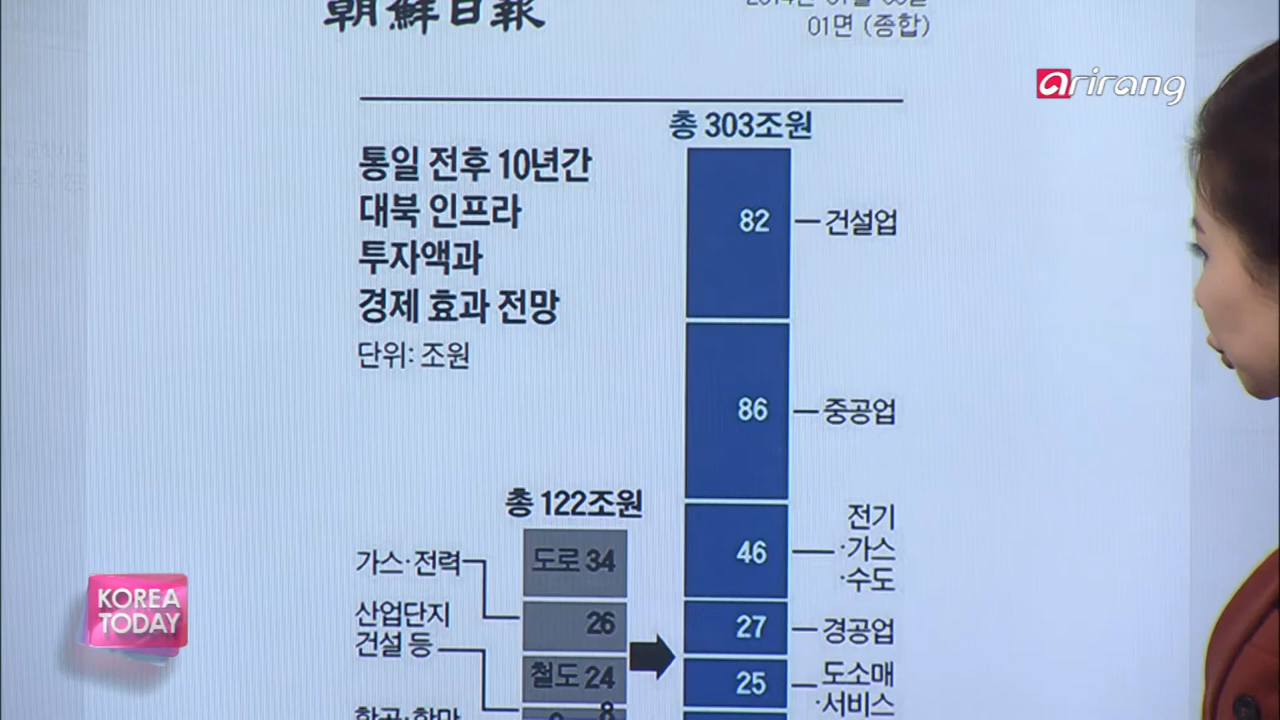 朝鮮日報
01면 (종합)
arirang
총 303조원
통일 전후 10년간
대북 인프라
투자액과
경제 효과 전망
단위: 조원
82
건설업
86
중공업
총 122조원
46
전기
·가스
·수도
도로 34
가스·전력
26
산업단지
건설 등
27
경공업
철도 24
25
도소매
·서비스
8
KOREA
TODAY